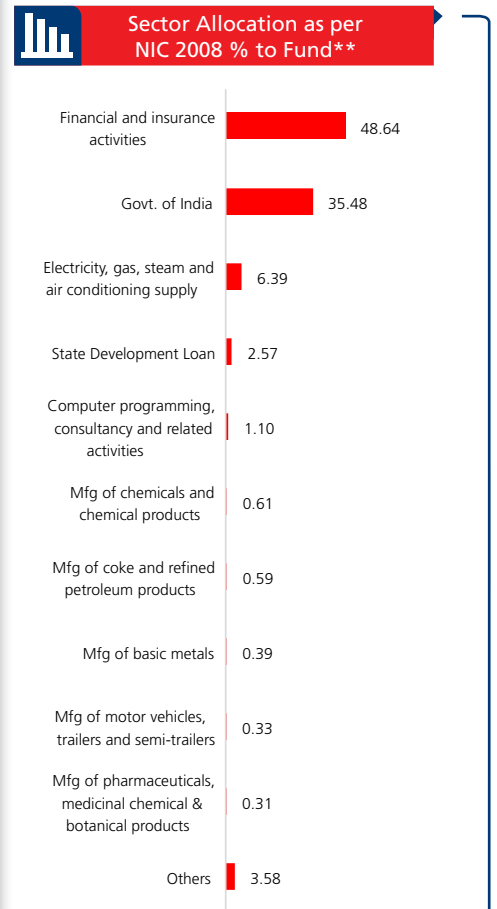 Sector Allocation as per
NIC 2008 % to Fund**
Financial and insurance
activities
48.64
Govt. of India
35.48
Electricity, gas, steam and
air conditioning supply
6.39
State Development Loan
2.57
Computer programming,
consultancy and related
activities
1.10
Mfg of chemicals and
chemical products
0.61
Mfg of coke and refined
petroleum products
0.59
Mfg of basic metals
0.39
Mfg of motor vehicles,
trailers and semi-trailers
0.33
Mfg of pharmaceuticals,
medicinal chemical &
botanical products
0.31
Others
3.58